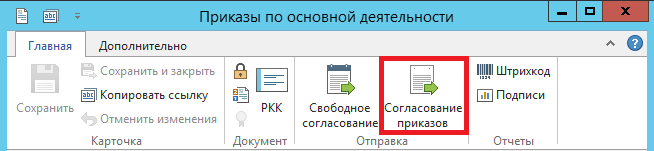 Приказы по основной деятельности
Главная
Дополнительно
Сохранить
Сохранить и закрыть
Копировать ссылку
Отменить изменения
Карточка
РКК
Документ
Свободное
согласование
Согласование
приказов
Отправка
Штрихкод
Подписи
Отчеты